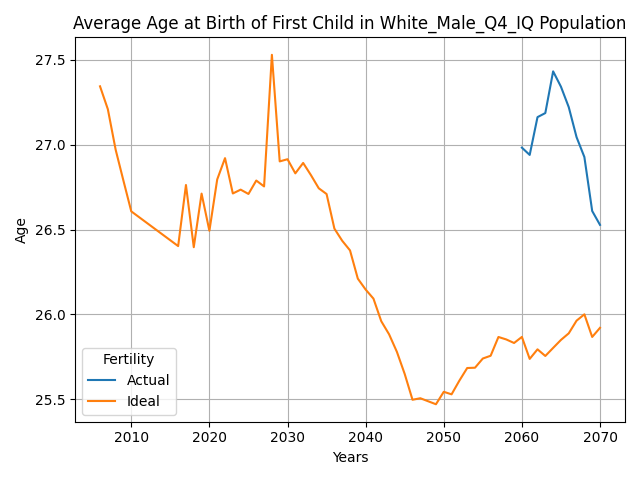 Average Age at Birth of First Child in White_Male_Q4_IQ Population
27.5
27.0
26.5
26.0
25.5
Age
Fertility
Actual
Ideal
2010 2020 2030 2040 2050 2060 2070
Years